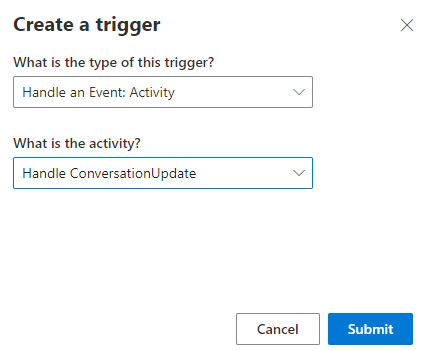 Create a trigger
What is the type of this trigger?
Handle an Event: Activity
What is the activity?
Handle ConversationUpdate
Cancel
Submit